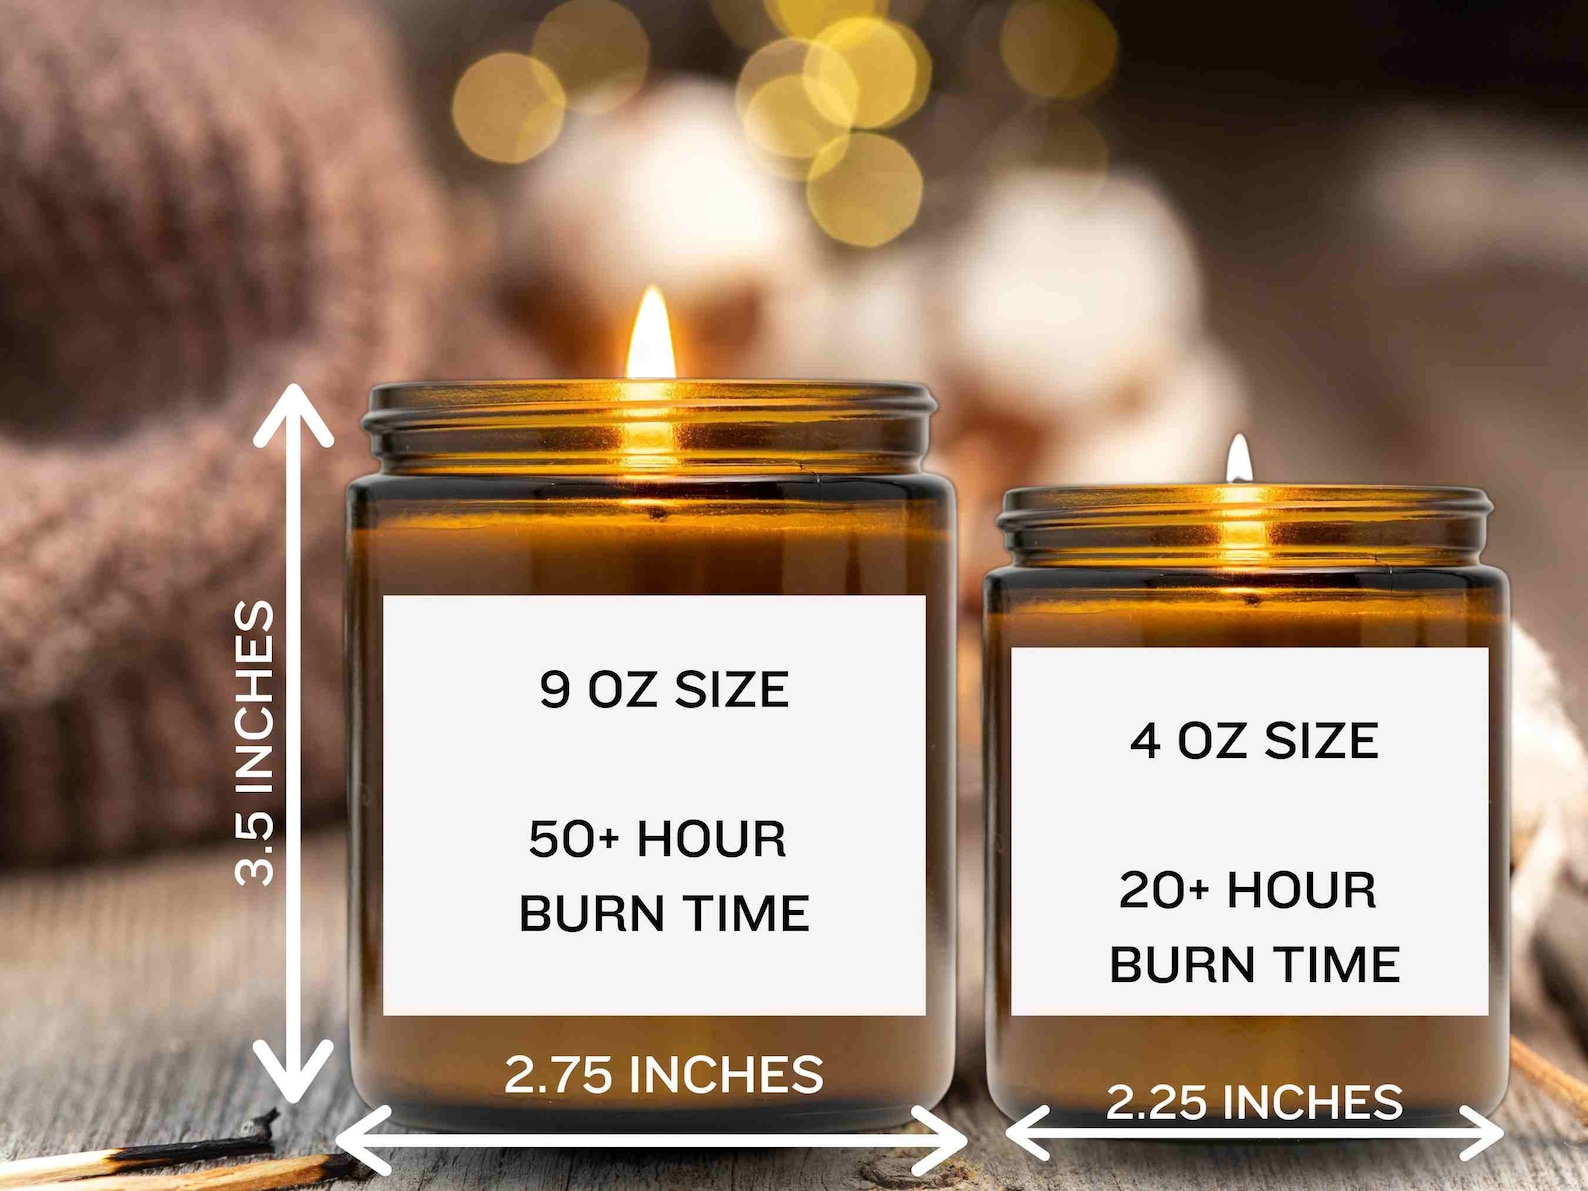 3.5 INCHES
9 OZ SIZE
50+ HOUR
BURN TIME
2.75 INCHES
4 OZ SIZE
20+ HOUR
BURN TIME
2.25 INCHES